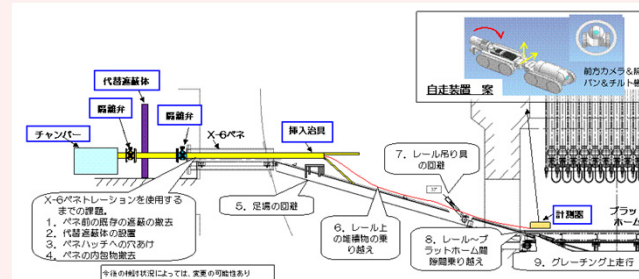 代替遮蔽体
隔離弁
隔離弁
チャンバー
X-6ペネ
挿入治具
自走装置 案
前方カメラ&
パン&チルト機
7. レール吊り具
の回避
X-6ペネトレーションを使用する
までの課題。
1. ペネ前の既存の遮蔽の撤去
2. 代替遮蔽体の設置
3. ペネハッチへの穴あけ
4. ペネの内包物撤去
5. 足場の回避
6. レール上
の堆積物の乗
り越え
計測器
プラット
ホーム
8. レール~プ
ラットホーム間
隙間乗り越え
9. グレーチング上走行
今後の検討状況によっては、変更の可能性あり